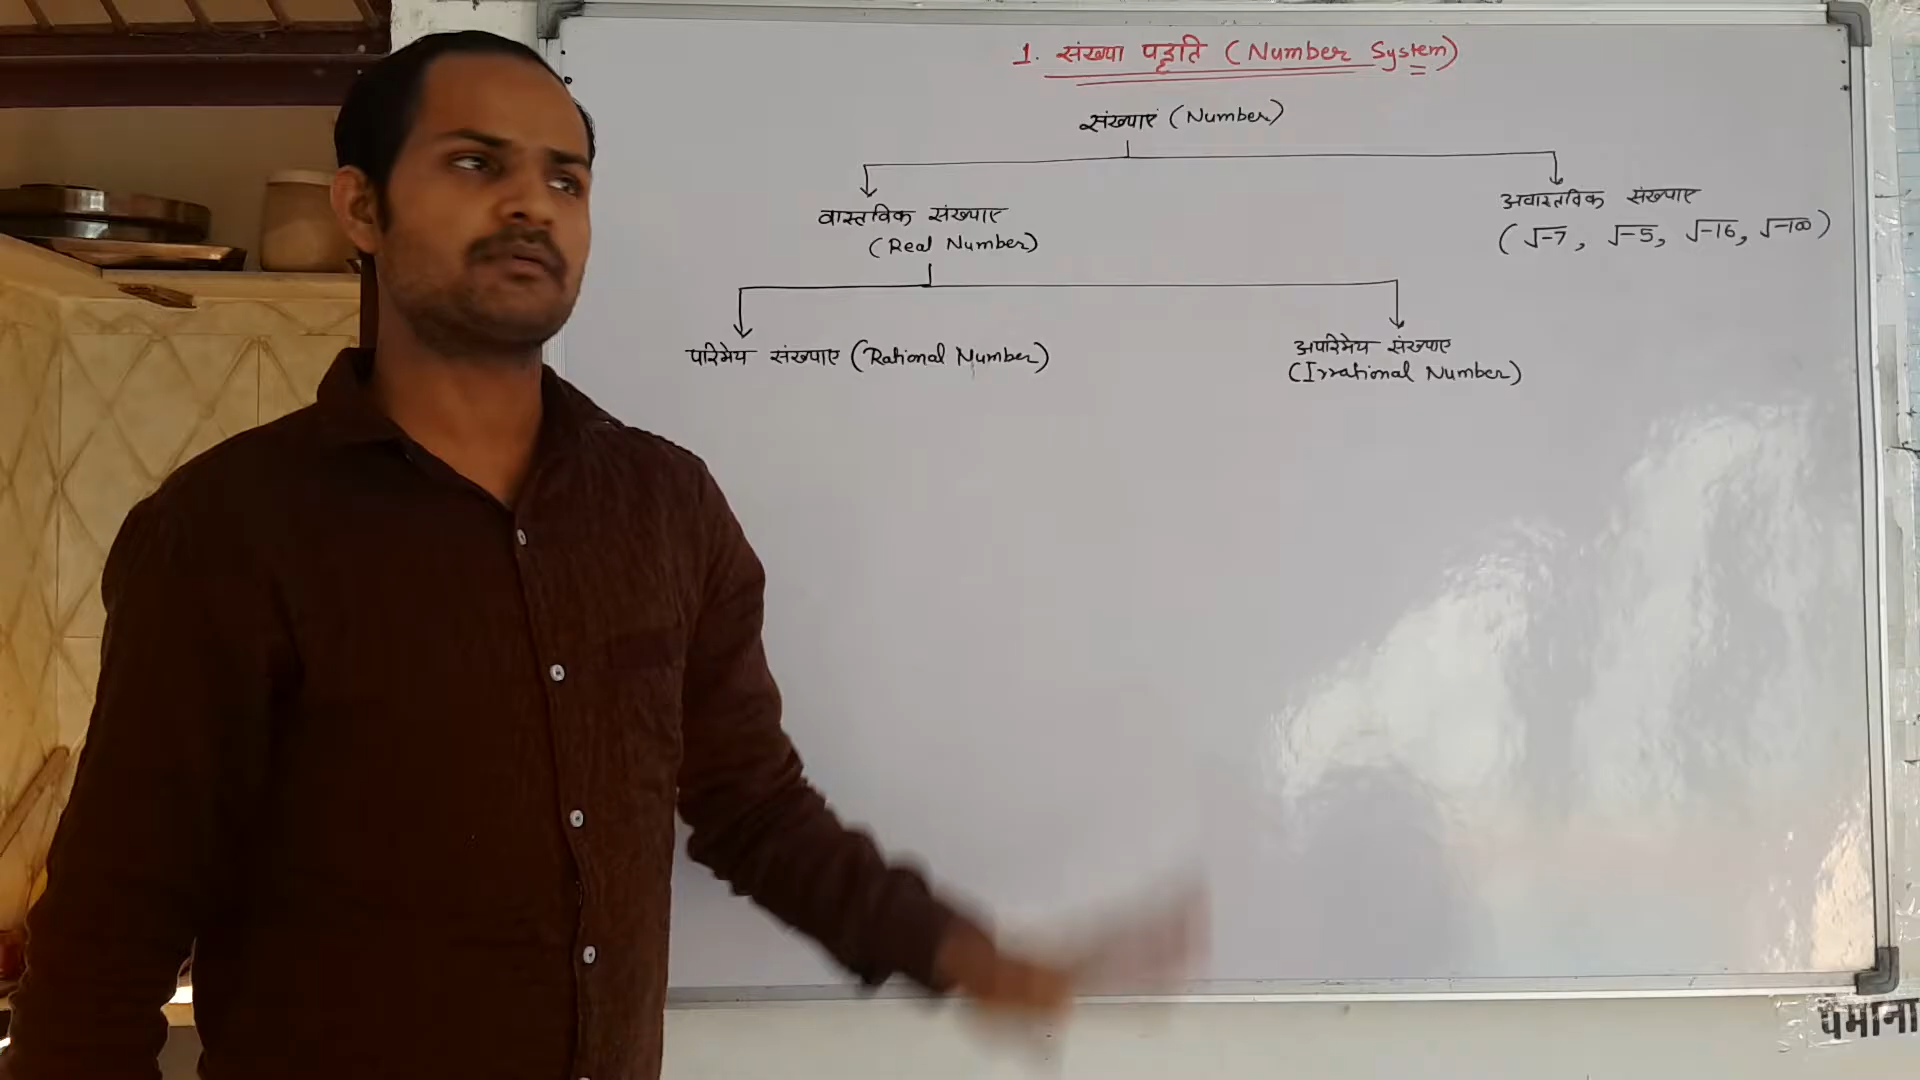 1. संख्या पद्धति (Number System)
संख्याएं (Number)
वास्तविक संख्याए
(Real Number)
अवास्तविक संख्याए
(√-7, √-5, √-16, √-100)
परिमेय संख्याए (Rational Number)
अपरिमेय संख्याए
(Irrational Number)
पैमाना